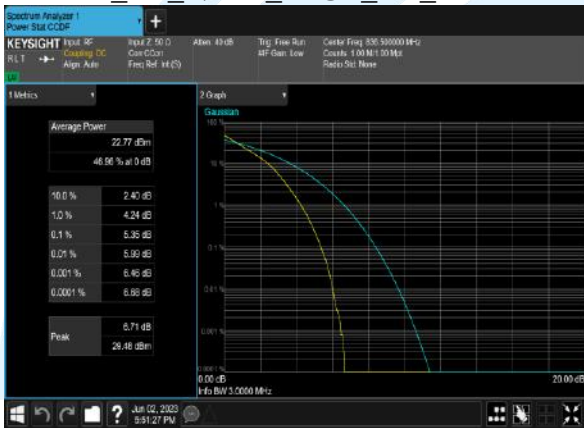 Spectrum Analyzer 1
Power Stat CCDF
KEYSIGHT
Input: RF
Coupling: DC
Align: Auto
Input Z: 50 Ω
Corr CCorr
Freq Ref: Int (S)
Atten: 40 dB
Trig: Free Run
#IF Gain: Low
Center Freq: 836.500000 MHz
Counts: 1.00 M/1.00 Mpt
Radio Std: None
R L T
1 Metrics
2 Graph
Gaussian
Average Power
22.77 dBm
46.96 % at 0 dB
10.0 % 2.40 dB
1.0 % 4.24 dB
0.1 % 5.35 dB
0.01 % 5.99 dB
0.001 % 6.46 dB
0.0001 % 6.68 dB
Peak
6.71 dB
29.48 dBm
100 %
10 %
1 %
0.1 %
0.01 %
0.001 %
0.0001 %
0.00 dB
20.00 dB
Info BW 3.0000 MHz
Jun 02, 2023
5:51:27 PM